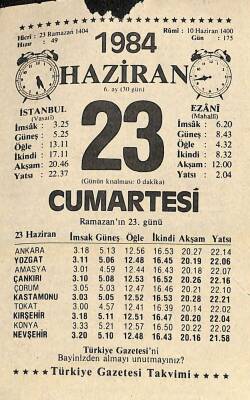 Hicri : 23 Ramazan 1404
Hızır : 49
1984
Rûmi : 10 Haziran 1400
Gün : 175
HAZİRAN
6. ay (30 gün)
İSTANBUL
(Vasati)
İmsâk : 3.25
Güneş : 5.25
Öğle : 13.11
İkindi : 17.11
Akşam : 20.46
Yatsı : 22.37
23
EZÂNİ
(Mahalli)
İmsâk : 6.20
Güneş : 8.43
Öğle : 4.32
İkindi : 8.32
Akşam : 12.00
Yatsı : 2.04
(Günün kısalması: 0 dakika)
CUMARTESİ
Ramazan'ın 23. günü
23 Haziran İmsak Güneş Öğle İkindi Akşam Yatsı
ANKARA 3.18 5.13 12.56 16.53 20.27 22.14
YOZGAT 3.11 5.06 12.48 16.45 20.19 22.06
AMASYA 3.01 4.59 12.44 16.43 20.18 22.07
ÇANKIRI 3.10 5.08 12.53 16.52 20.26 22.16
ÇORUM 3.05 5.03 12.47 16.46 20.21 22.10
KASTAMONU 3.03 5.05 12.52 16.53 20.28 22.21
TOKAT 3.00 4.57 12.41 16.39 20.14 22.02
KIRŞEHİR 3.18 5.11 12.51 16.48 20.20 22.04
KONYA 3.33 5.21 12.57 16.50 20.22 22.02
NEVŞEHİR 3.20 5.10 12.48 16.43 20.16 21.58
Türkiye Gazetesi'ni
Bayinizden almayı unutmayınız?
Türkiye Gazetesi Takvimi